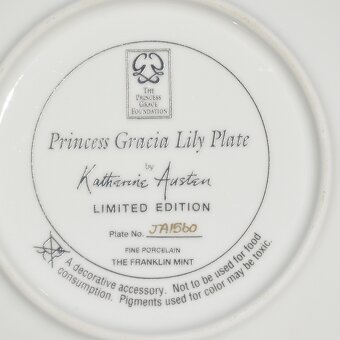 THE
PRINCESS
GRACE
FOUNDATION
Princess Gracia Lily Plate
by
Katherine Austen
LIMITED EDITION
Plate No. JA1560
FINE PORCELAIN
THE FRANKLIN MINT
A decorative accessory. Not to be used for food
consumption. Pigments used for color may be toxic.